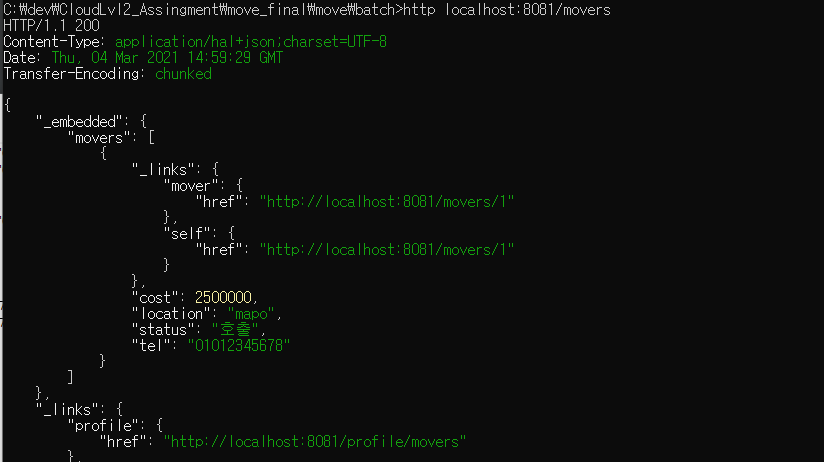 C:₩dev₩CloudLvl2_Assingment₩move_final₩move₩batch>http localhost:8081/movers
HTTP/1.1 200
Content-Type: application/hal+json;charset=UTF-8
Date: Thu, 04 Mar 2021 14:59:29 GMT
Transfer-Encoding: chunked
{
"_embedded": {
"movers": [
{
"_links": {
"mover": {
"href": "http://localhost:8081/movers/1"
},
"self": {
"href": "http://localhost:8081/movers/1"
}
},
"cost": 2500000,
"location": "mapo",
"status": "호출",
"tel": "01012345678"
}
]
},
"_links": {
"profile": {
"href": "http://localhost:8081/profile/movers"
},